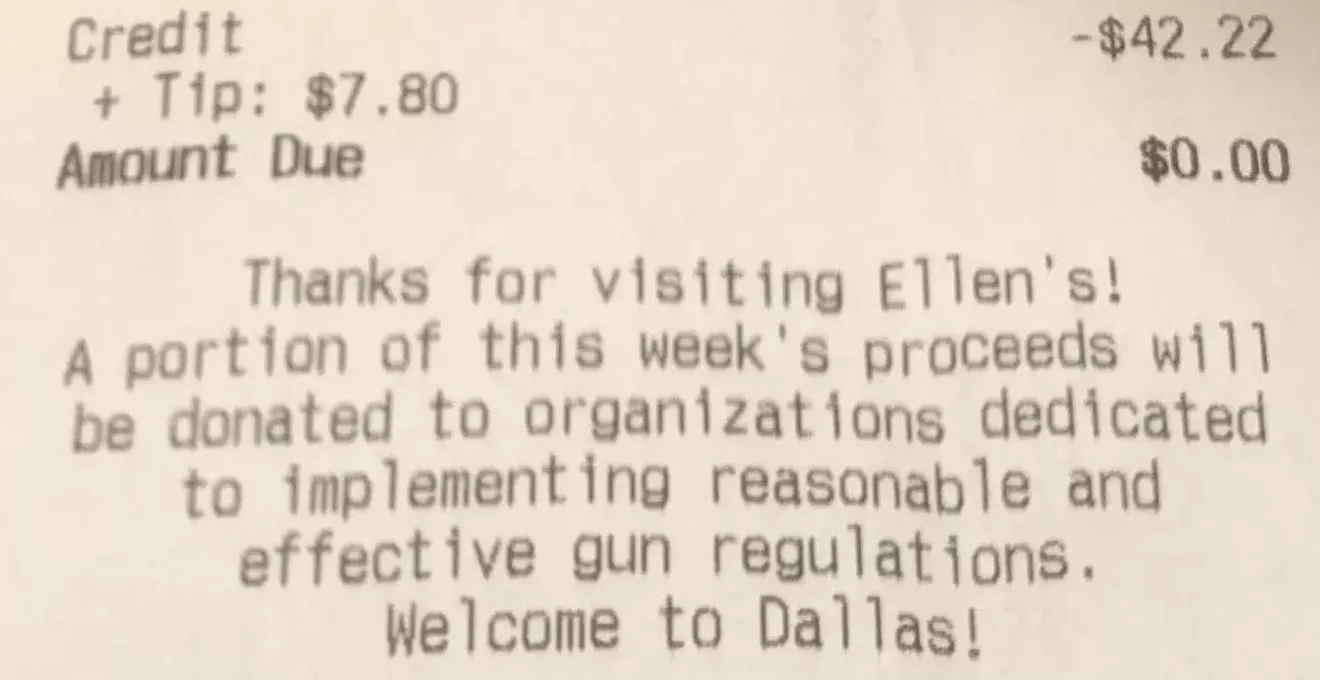 Credit -$42.22
+ Tip: $7.80
Amount Due $0.00
Thanks for visiting Ellen's!
A portion of this week's proceeds will
be donated to organizations dedicated
to implementing reasonable and
effective gun regulations.
Welcome to Dallas!